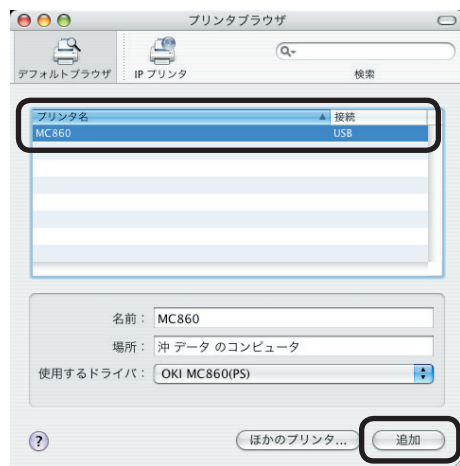 プリンタブラウザ
デフォルトブラウザ
IP プリンタ
検索
プリンタ名 接続
MC860 USB
名前： MC860
場所： 沖 データ のコンピュータ
使用するドライバ： OKI MC860(PS)
? ほかのプリンタ... 追加